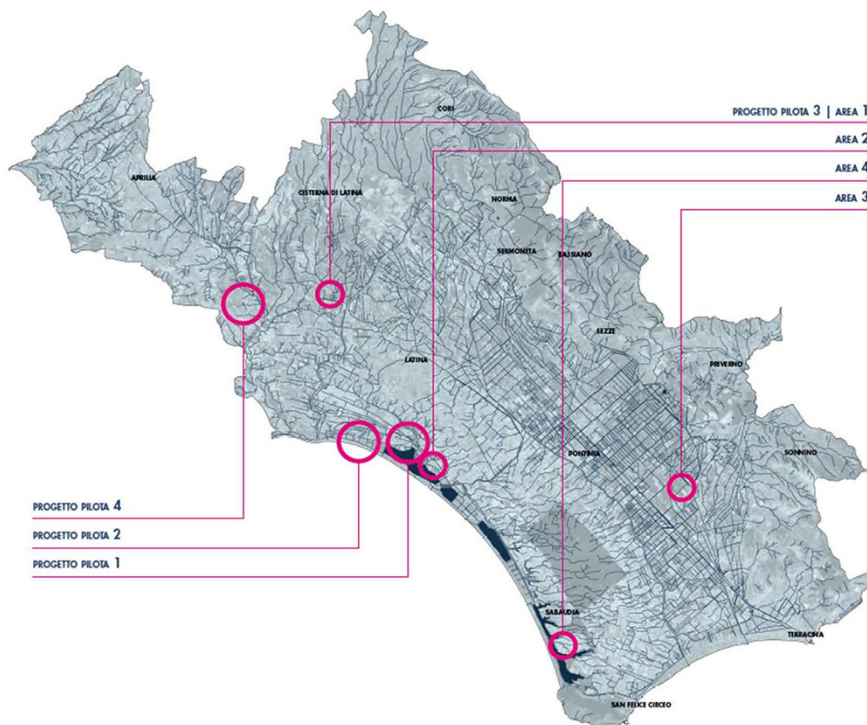 CORI
PROGETTO PILOTA 3 | AREA 1
AREA 2
AREA 4
AREA 3
APRILIA
CISTERNA DI LATINA
NORMA
SERMONETA
BASSIANO
SEZZE
LATINA
PRIVERNO
PONTINIA
SONNINO
PROGETTO PILOTA 4
PROGETTO PILOTA 2
PROGETTO PILOTA 1
SABAUDIA
TERRACINA
SAN FELICE CIRCEO